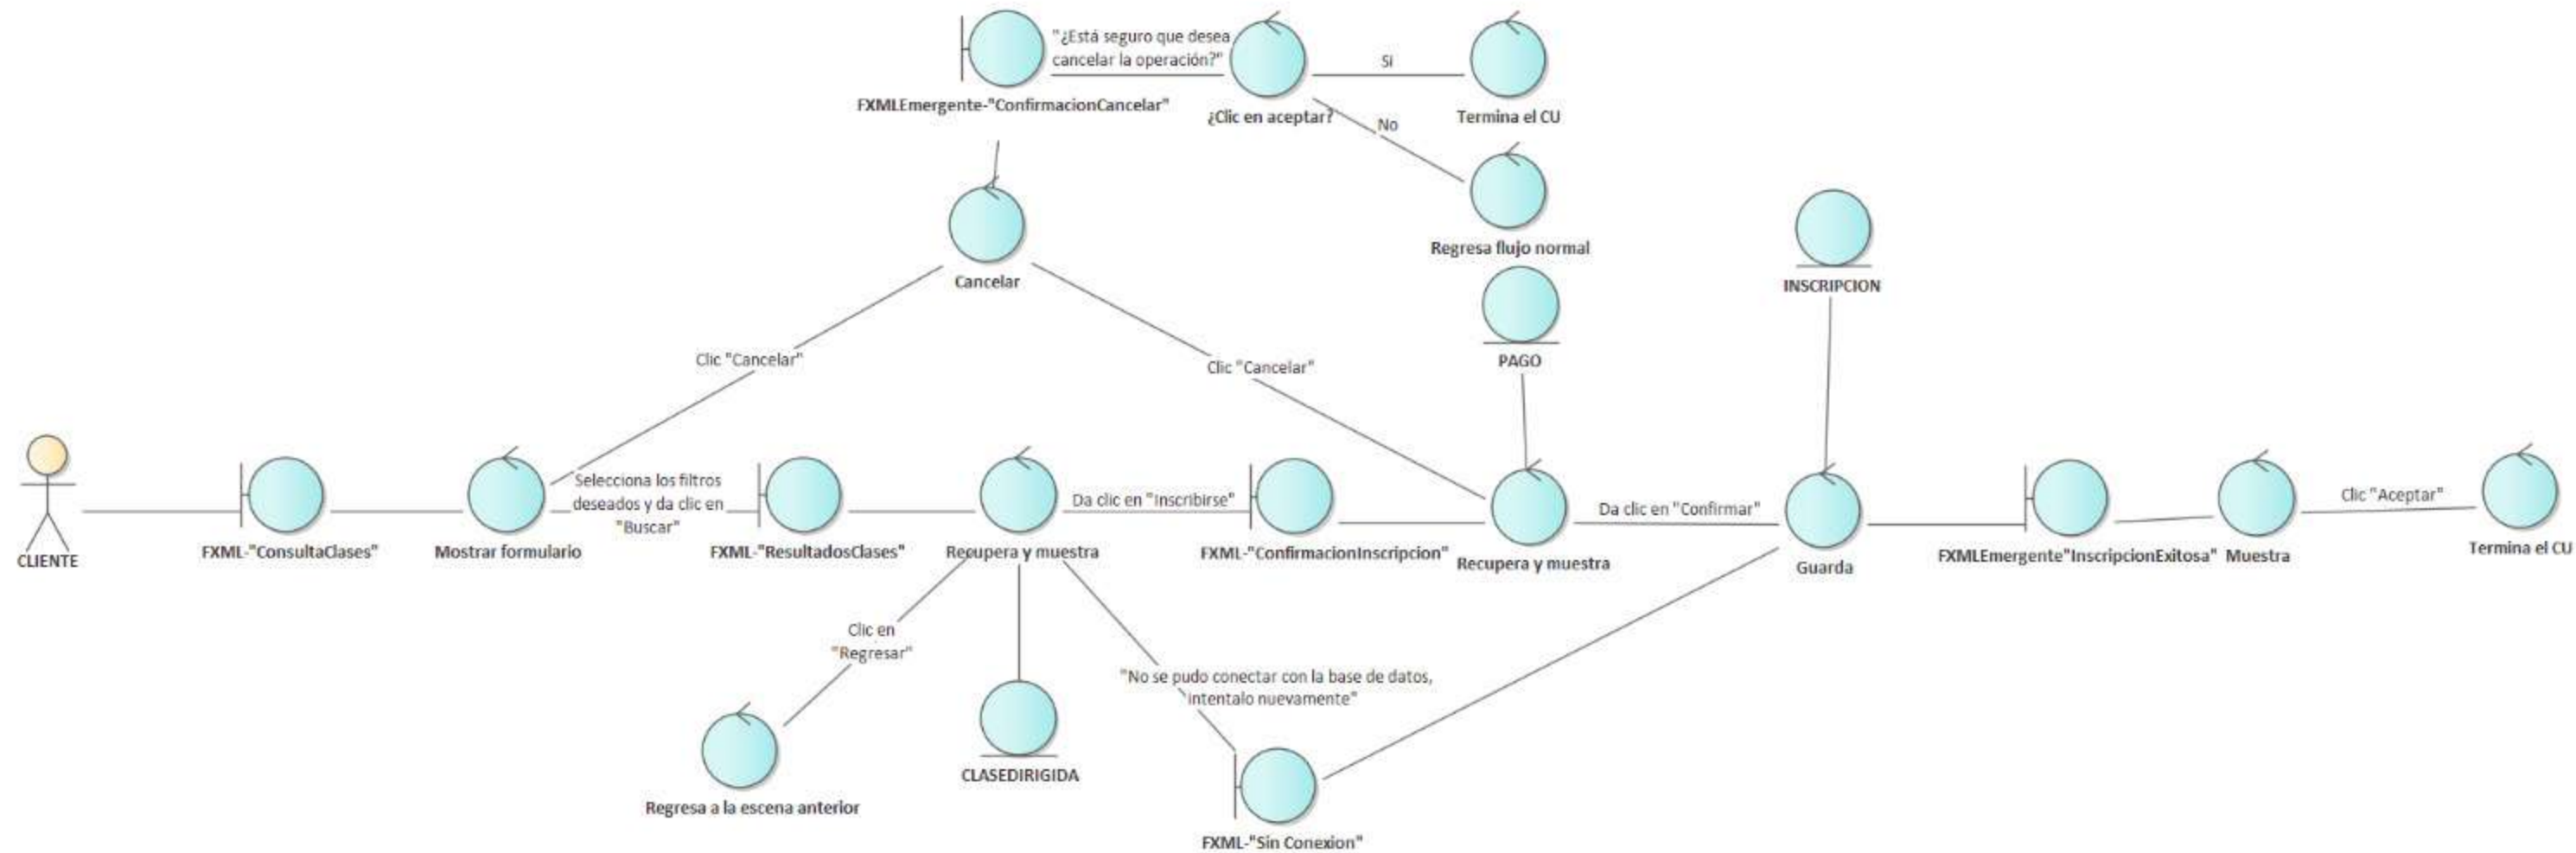 "¿Está seguro que desea
cancelar la operación?"
Si
FXMLEmergente-"ConfirmacionCancelar"
¿Clic en aceptar?
Termina el CU
No
Regresa flujo normal
Cancelar
INSCRIPCION
PAGO
Clic "Cancelar"
Clic "Cancelar"
Selecciona los filtros
deseados y da clic en
"Buscar"
Da clic en "Inscribirse"
Da clic en "Confirmar"
Clic "Aceptar"
CLIENTE
FXML-"ConsultaClases"
Mostrar formulario
FXML-"ResultadosClases"
Recupera y muestra
FXML-"ConfirmacionInscripcion"
Recupera y muestra
Guarda
FXMLEmergente"InscripcionExitosa"
Muestra
Termina el CU
Clic en
"Regresar"
"No se pudo conectar con la base de datos,
intentalo nuevamente"
CLASEDIRIGIDA
Regresa a la escena anterior
FXML-"Sin Conexion"